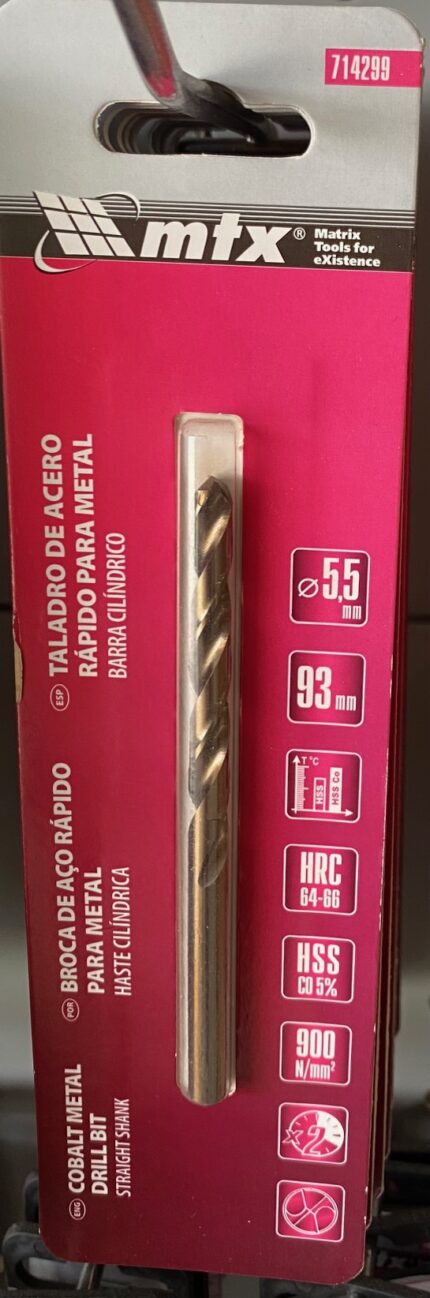 714299
mtx®
Matrix
Tools for
eXistence
ESP
TALADRO DE ACERO
RÁPIDO PARA METAL
BARRA CILÍNDRICO
POR
BROCA DE AÇO RÁPIDO
PARA METAL
HASTE CILÍNDRICA
ENG
COBALT METAL
DRILL BIT
STRAIGHT SHANK
Ø 5,5
mm
93 mm
T °C
HSS
HSS Co
HRC
64-66
HSS
CO 5%
900
N/mm²
x2